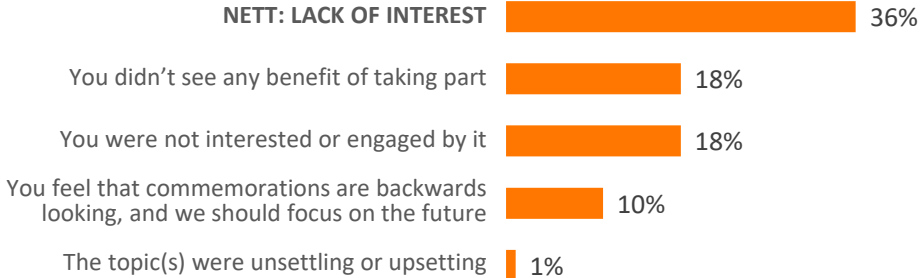 NETT: LACK OF INTEREST 36%
You didn’t see any benefit of taking part 18%
You were not interested or engaged by it 18%
You feel that commemorations are backwards
looking, and we should focus on the future 10%
The topic(s) were unsettling or upsetting 1%